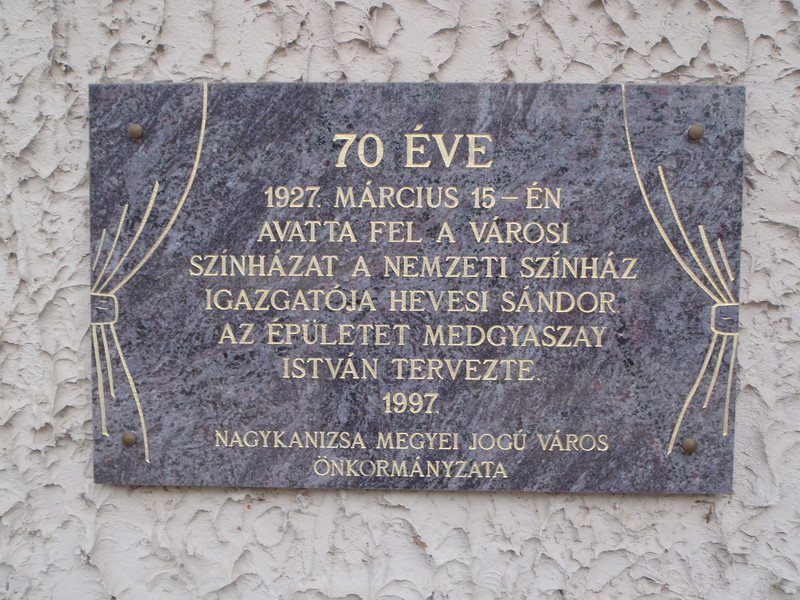 70 ÉVE
1927. MÁRCIUS 15-ÉN
AVATTA FEL A VÁROSI
SZÍNHÁZAT A NEMZETI SZÍNHÁZ
IGAZGATÓJA HEVESI SÁNDOR.
AZ ÉPÜLETET MEDGYASZAY
ISTVÁN TERVEZTE.
1997.
NAGYKANIZSA MEGYEI JOGÚ VÁROS
ÖNKORMÁNYZATA